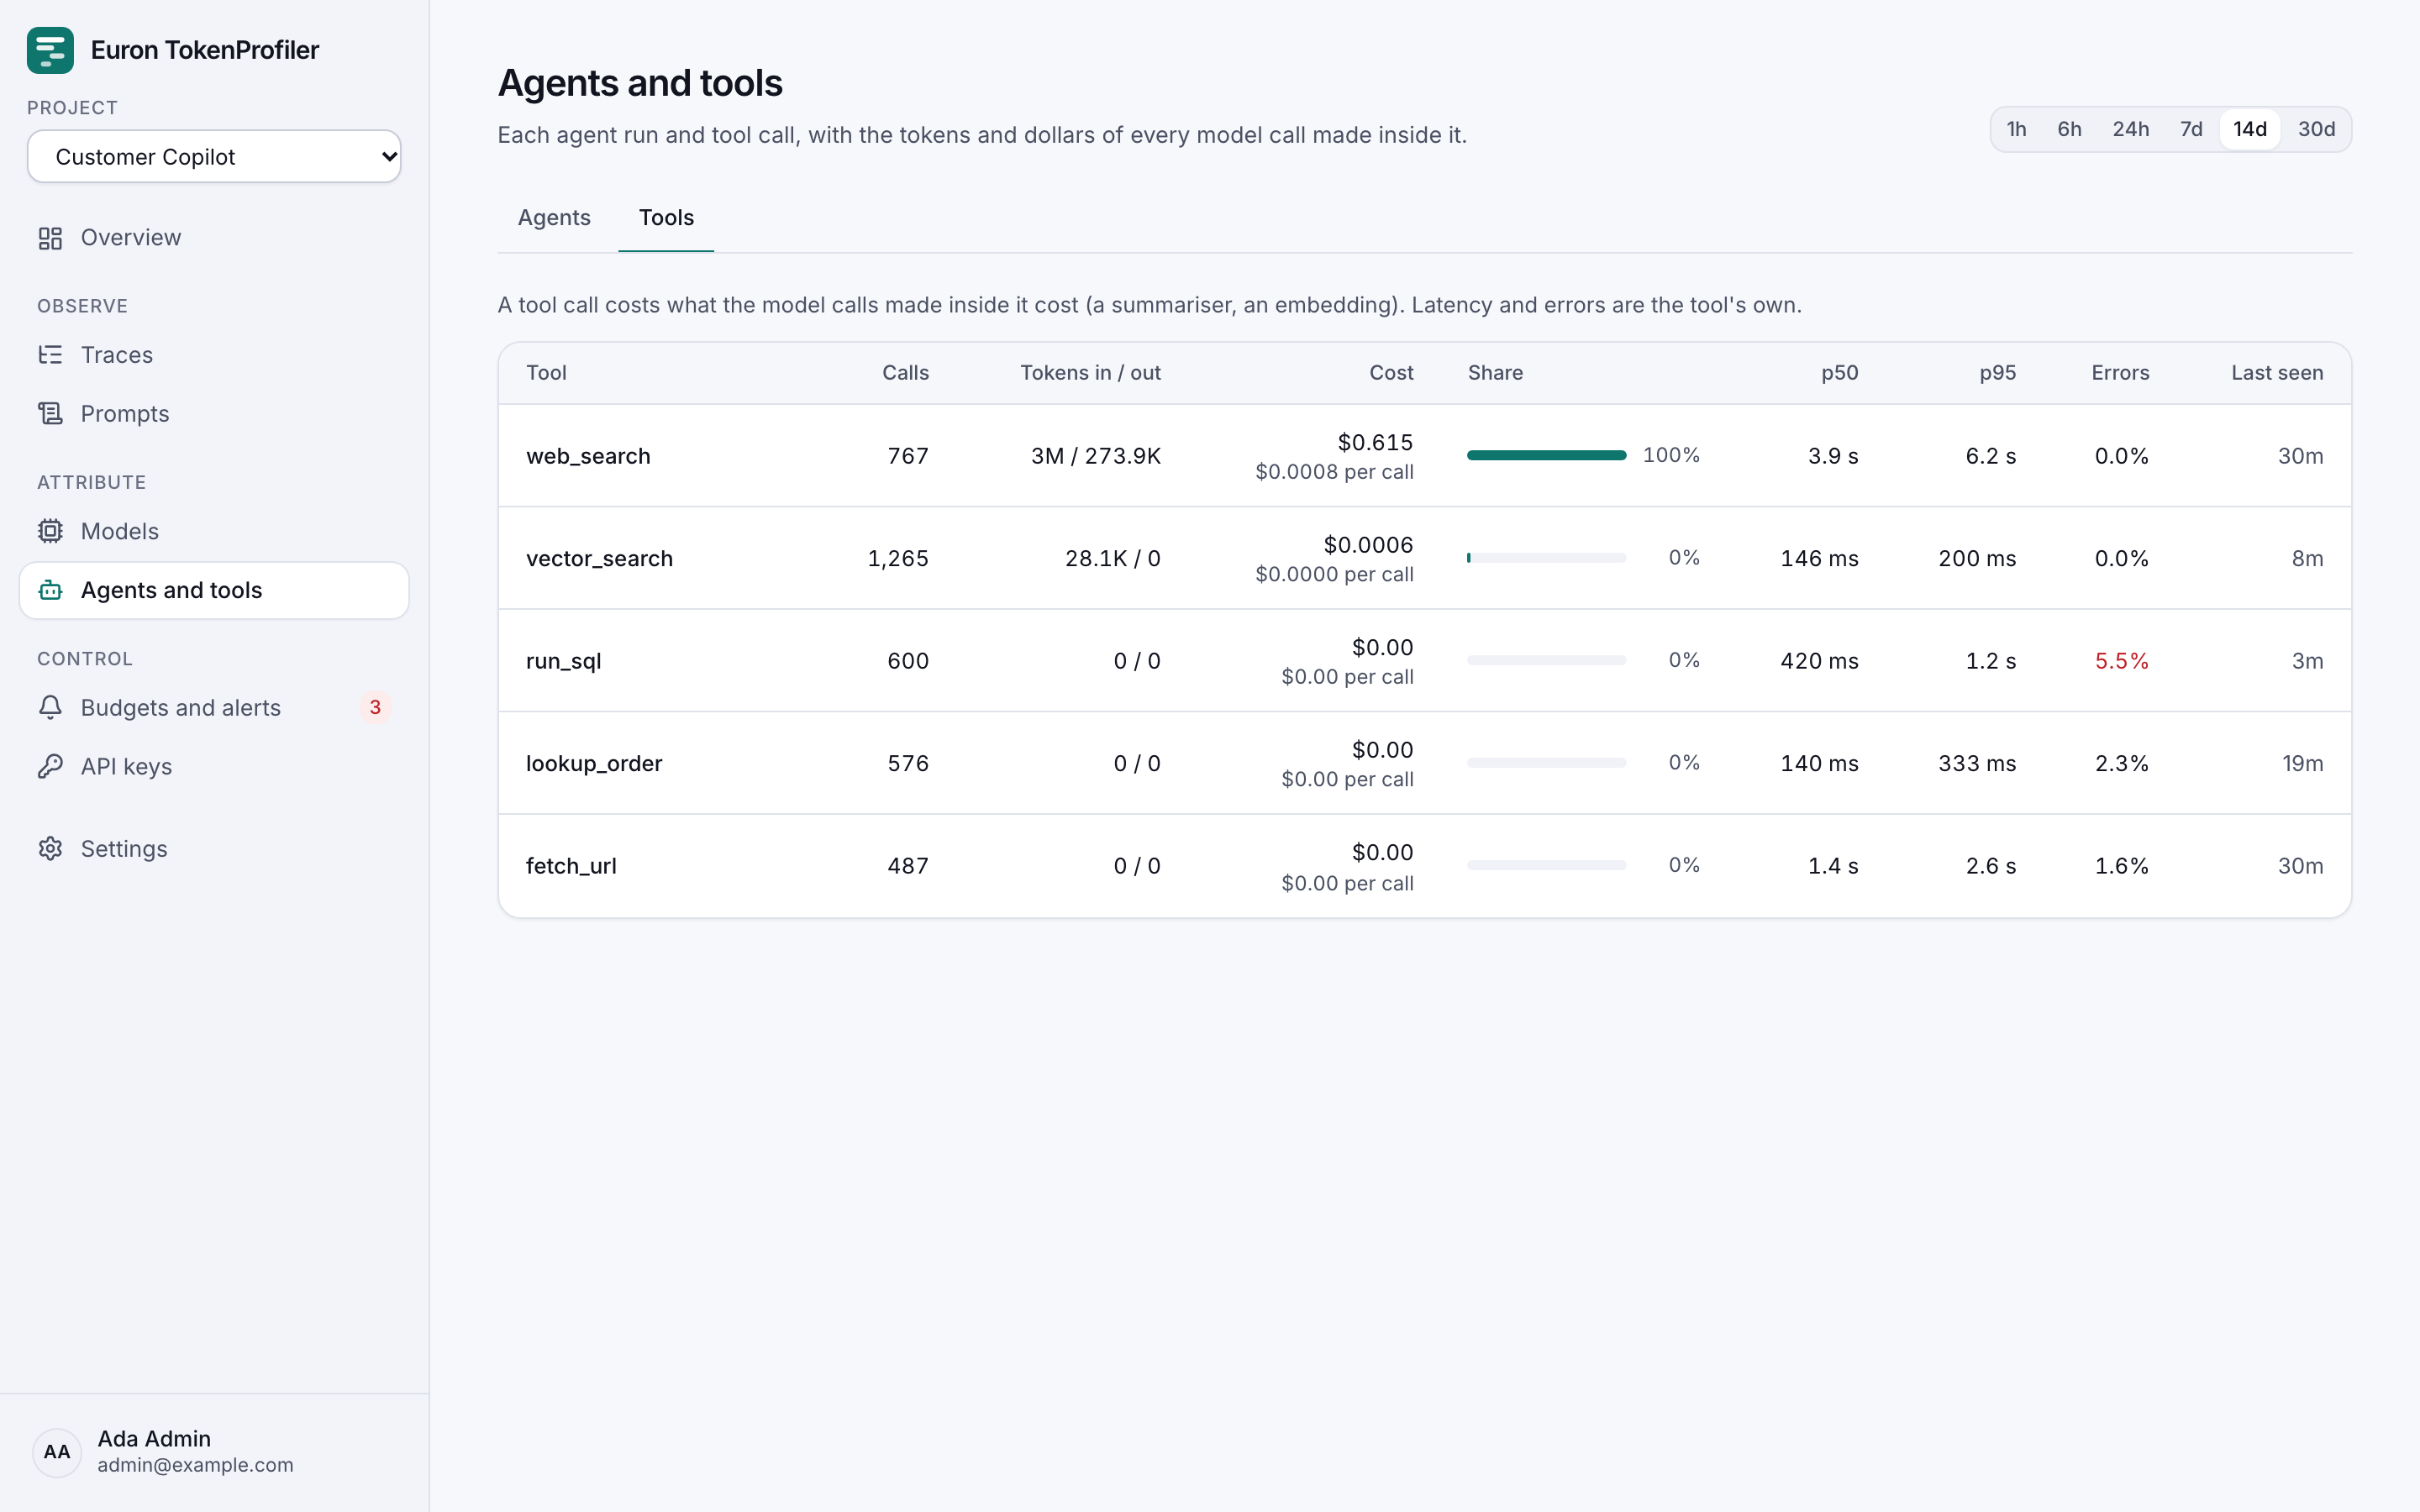 Euron TokenProfiler
PROJECT
Customer Copilot
Overview
OBSERVE
Traces
Prompts
ATTRIBUTE
Models
Agents and tools
CONTROL
Budgets and alerts 3
API keys
Settings
AA
Ada Admin
admin@example.com
Agents and tools
Each agent run and tool call, with the tokens and dollars of every model call made inside it.
1h 6h 24h 7d 14d 30d
Agents Tools
A tool call costs what the model calls made inside it cost (a summariser, an embedding). Latency and errors are the tool's own.
Tool Calls Tokens in / out Cost Share p50 p95 Errors Last seen
web_search 767 3M / 273.9K $0.615 100% 3.9 s 6.2 s 0.0% 30m
$0.0008 per call
vector_search 1,265 28.1K / 0 $0.0006 0% 146 ms 200 ms 0.0% 8m
$0.0000 per call
run_sql 600 0 / 0 $0.00 0% 420 ms 1.2 s 5.5% 3m
$0.00 per call
lookup_order 576 0 / 0 $0.00 0% 140 ms 333 ms 2.3% 19m
$0.00 per call
fetch_url 487 0 / 0 $0.00 0% 1.4 s 2.6 s 1.6% 30m
$0.00 per call